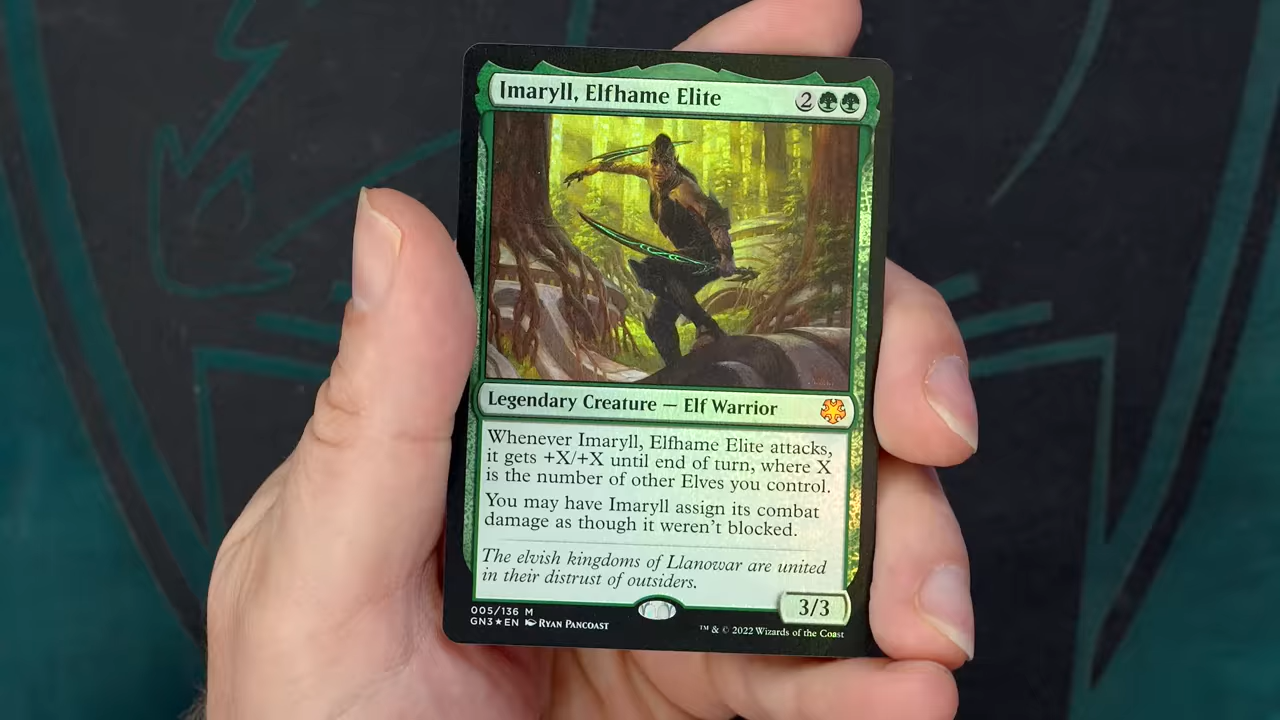 Imaryll, Elfhame Elite 2
Legendary Creature — Elf Warrior
Whenever Imaryll, Elfhame Elite attacks,
it gets +X/+X until end of turn, where X
is the number of other Elves you control.
You may have Imaryll assign its combat
damage as though it weren't blocked.
The elvish kingdoms of Llanowar are united
in their distrust of outsiders.
3/3
005/136 M
GN3★EN Ryan Pancoast
™ & © 2022 Wizards of the Coast